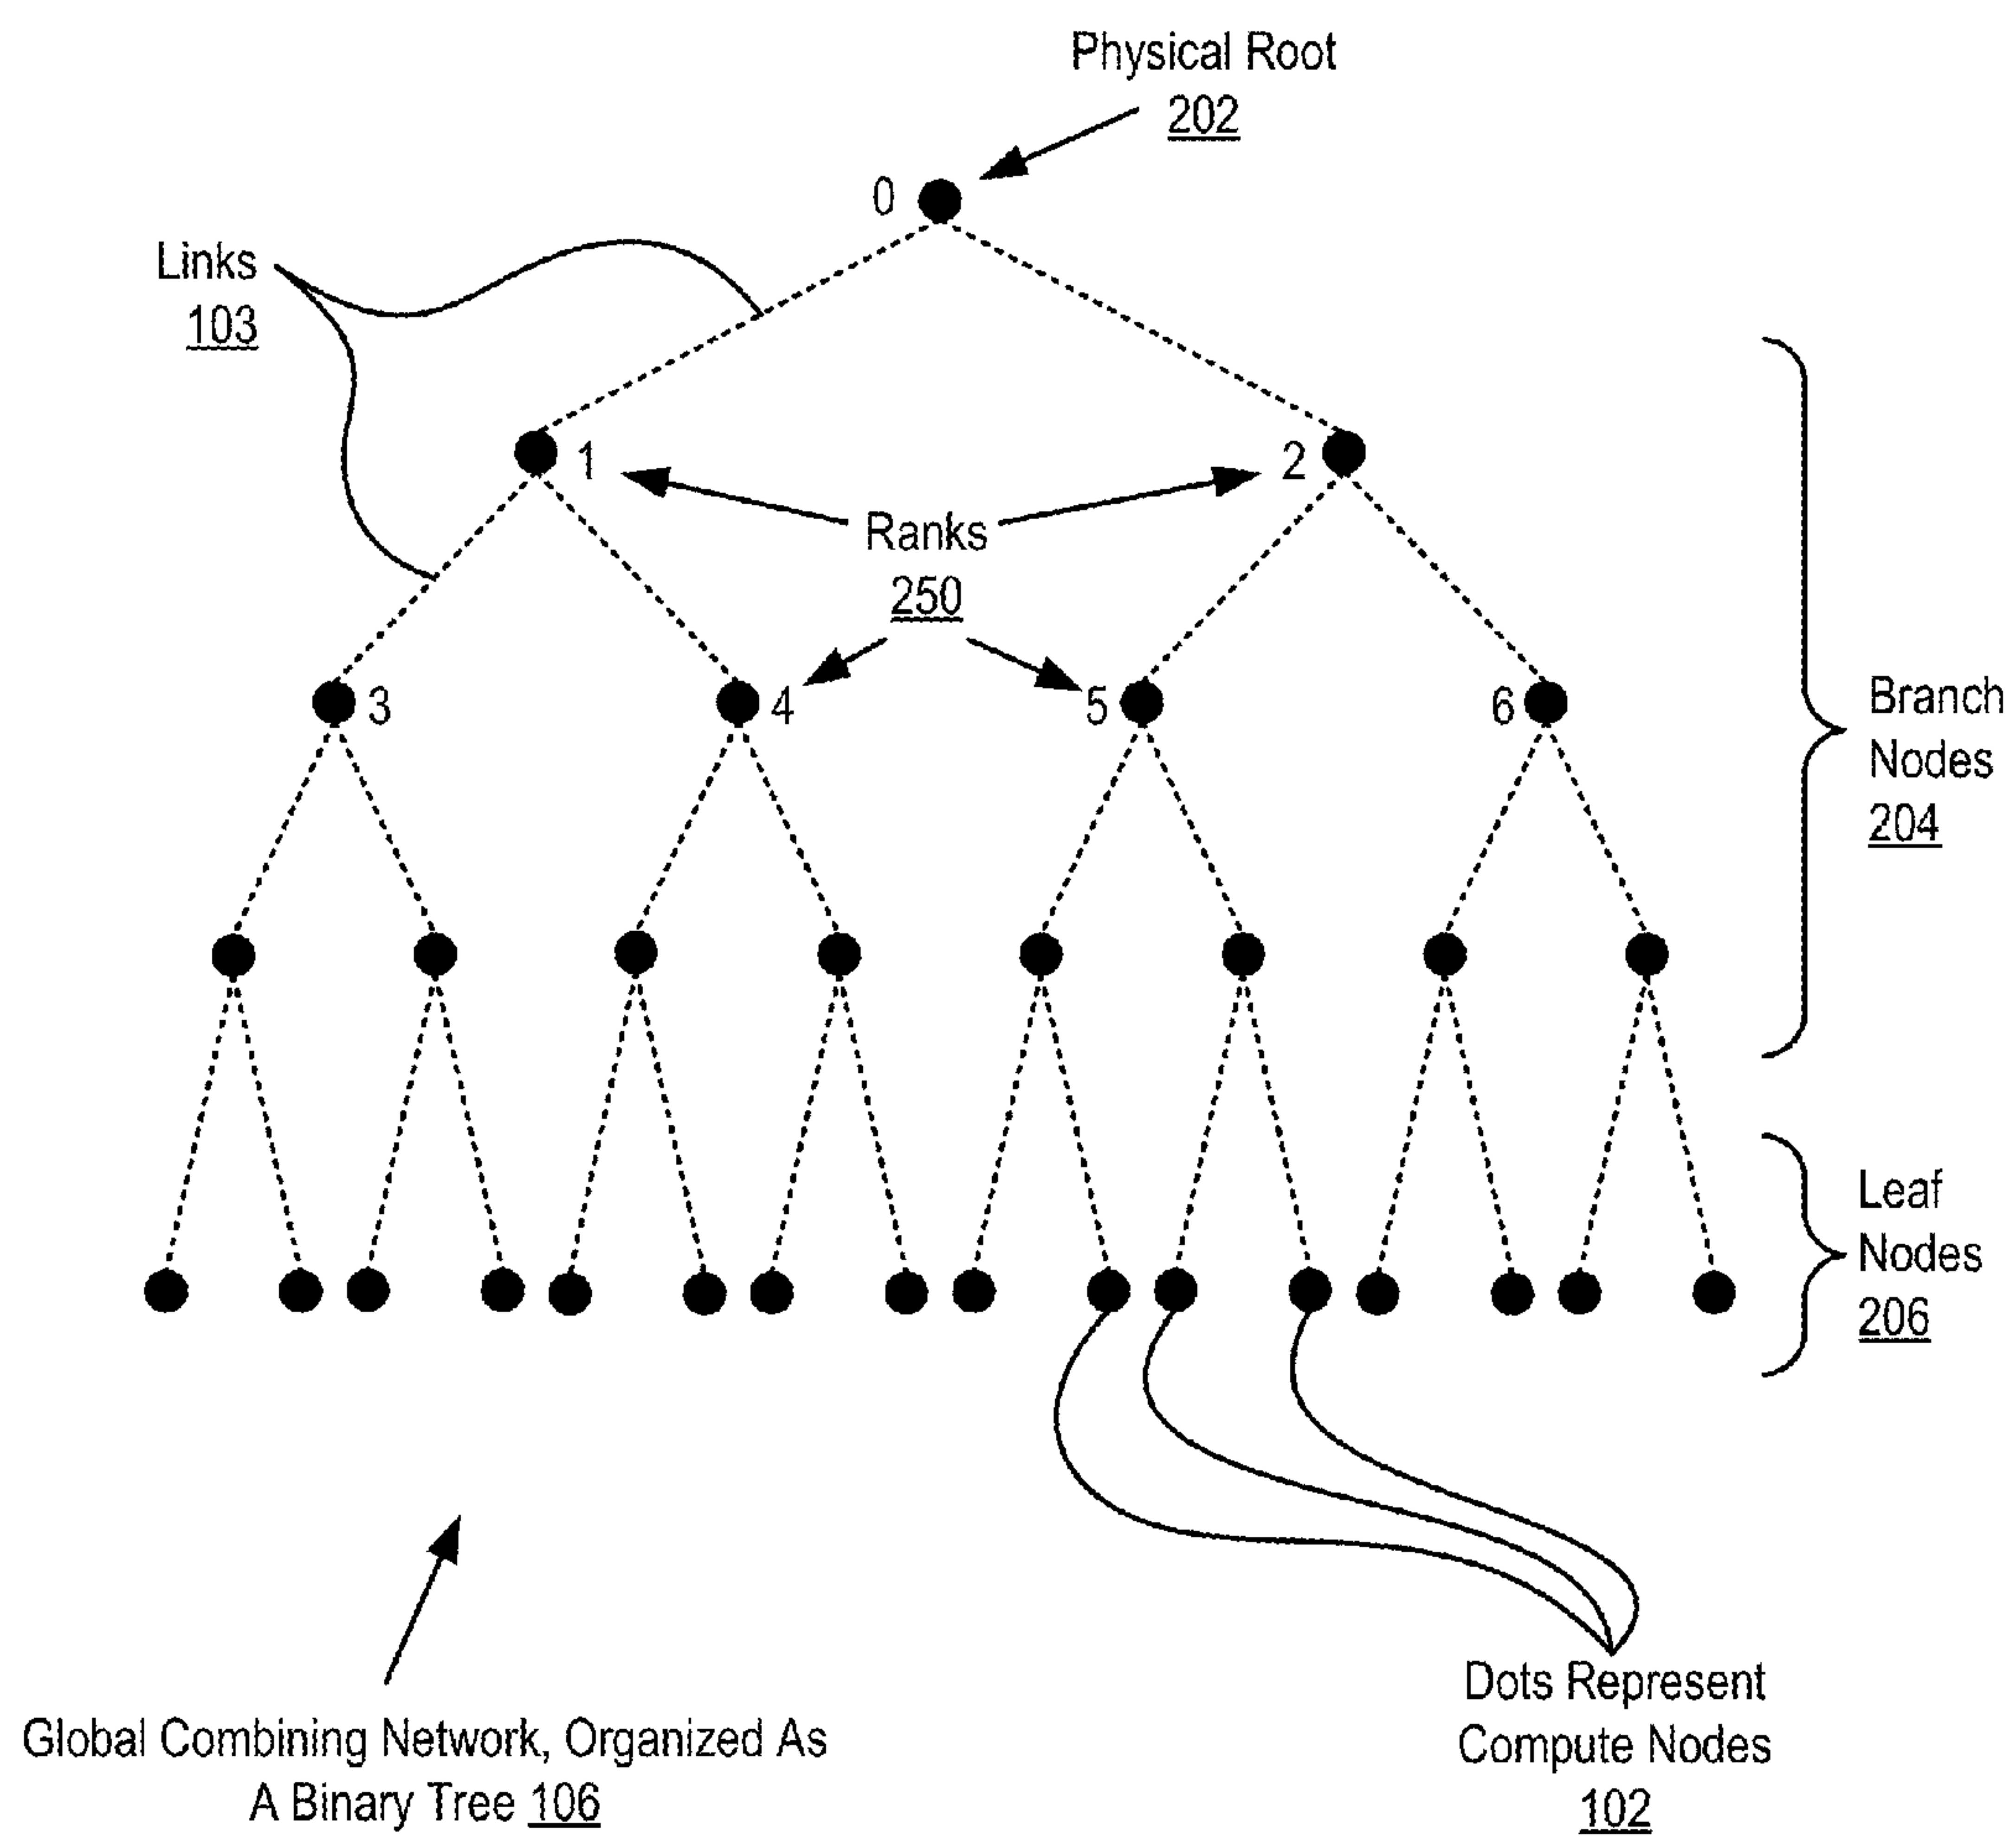 Physical Root
202
0
Links
103
1
2
Ranks
250
3
4
5
6
Branch
Nodes
204
Leaf
Nodes
206
Dots Represent
Compute Nodes
102
Global Combining Network, Organized As
A Binary Tree 106